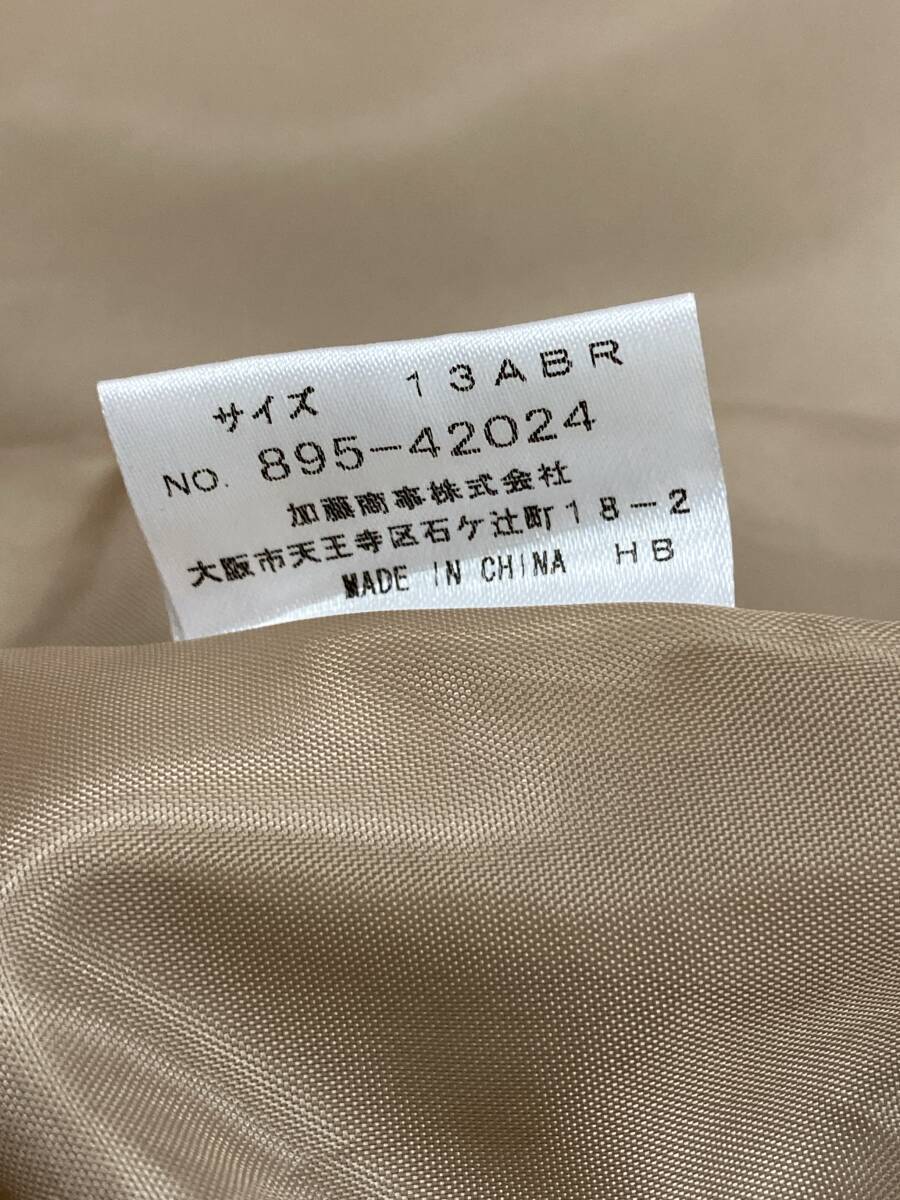 サイズ 13ABR
NO. 895-42024
加藤商事株式会社
大阪市天王寺区石ケ辻町18-2
MADE IN CHINA HB